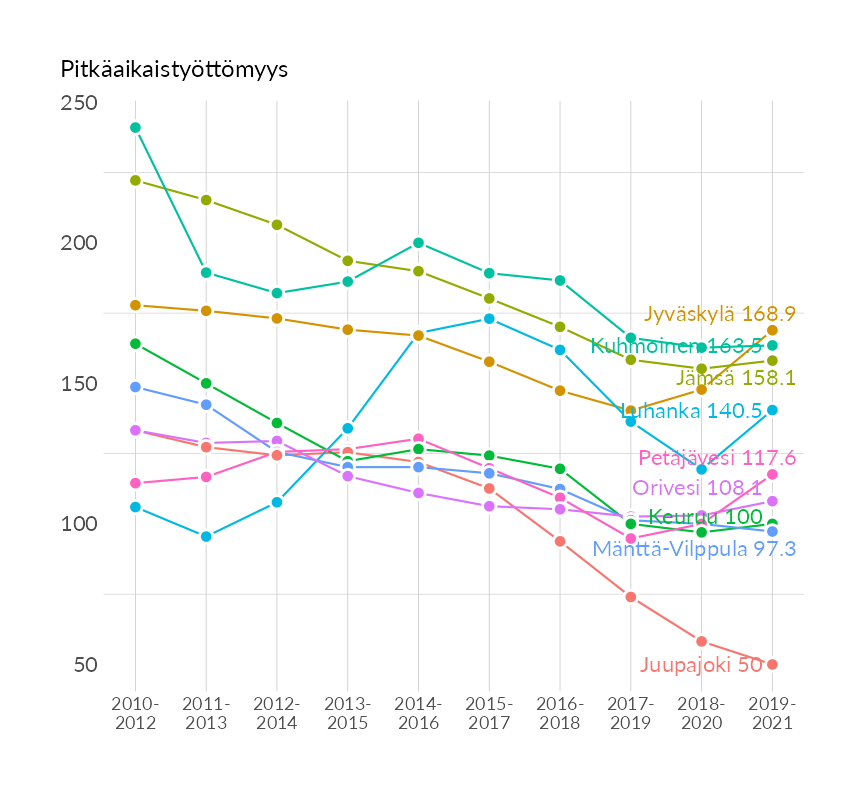 Pitkäaikaistyöttömyys
250
200
150
100
50
Jyväskylä 168.9
Kuhmoinen 163.5
Jämsä 158.1
Luhanka 140.5
Petäjävesi 117.6
Orivesi 108.1
Keuruu 100
Mänttä-Vilppula 97.3
Juupajoki 50
2010- 2011- 2012- 2013- 2014- 2015- 2016- 2017- 2018- 2019-
2012 2013 2014 2015 2016 2017 2018 2019 2020 2021